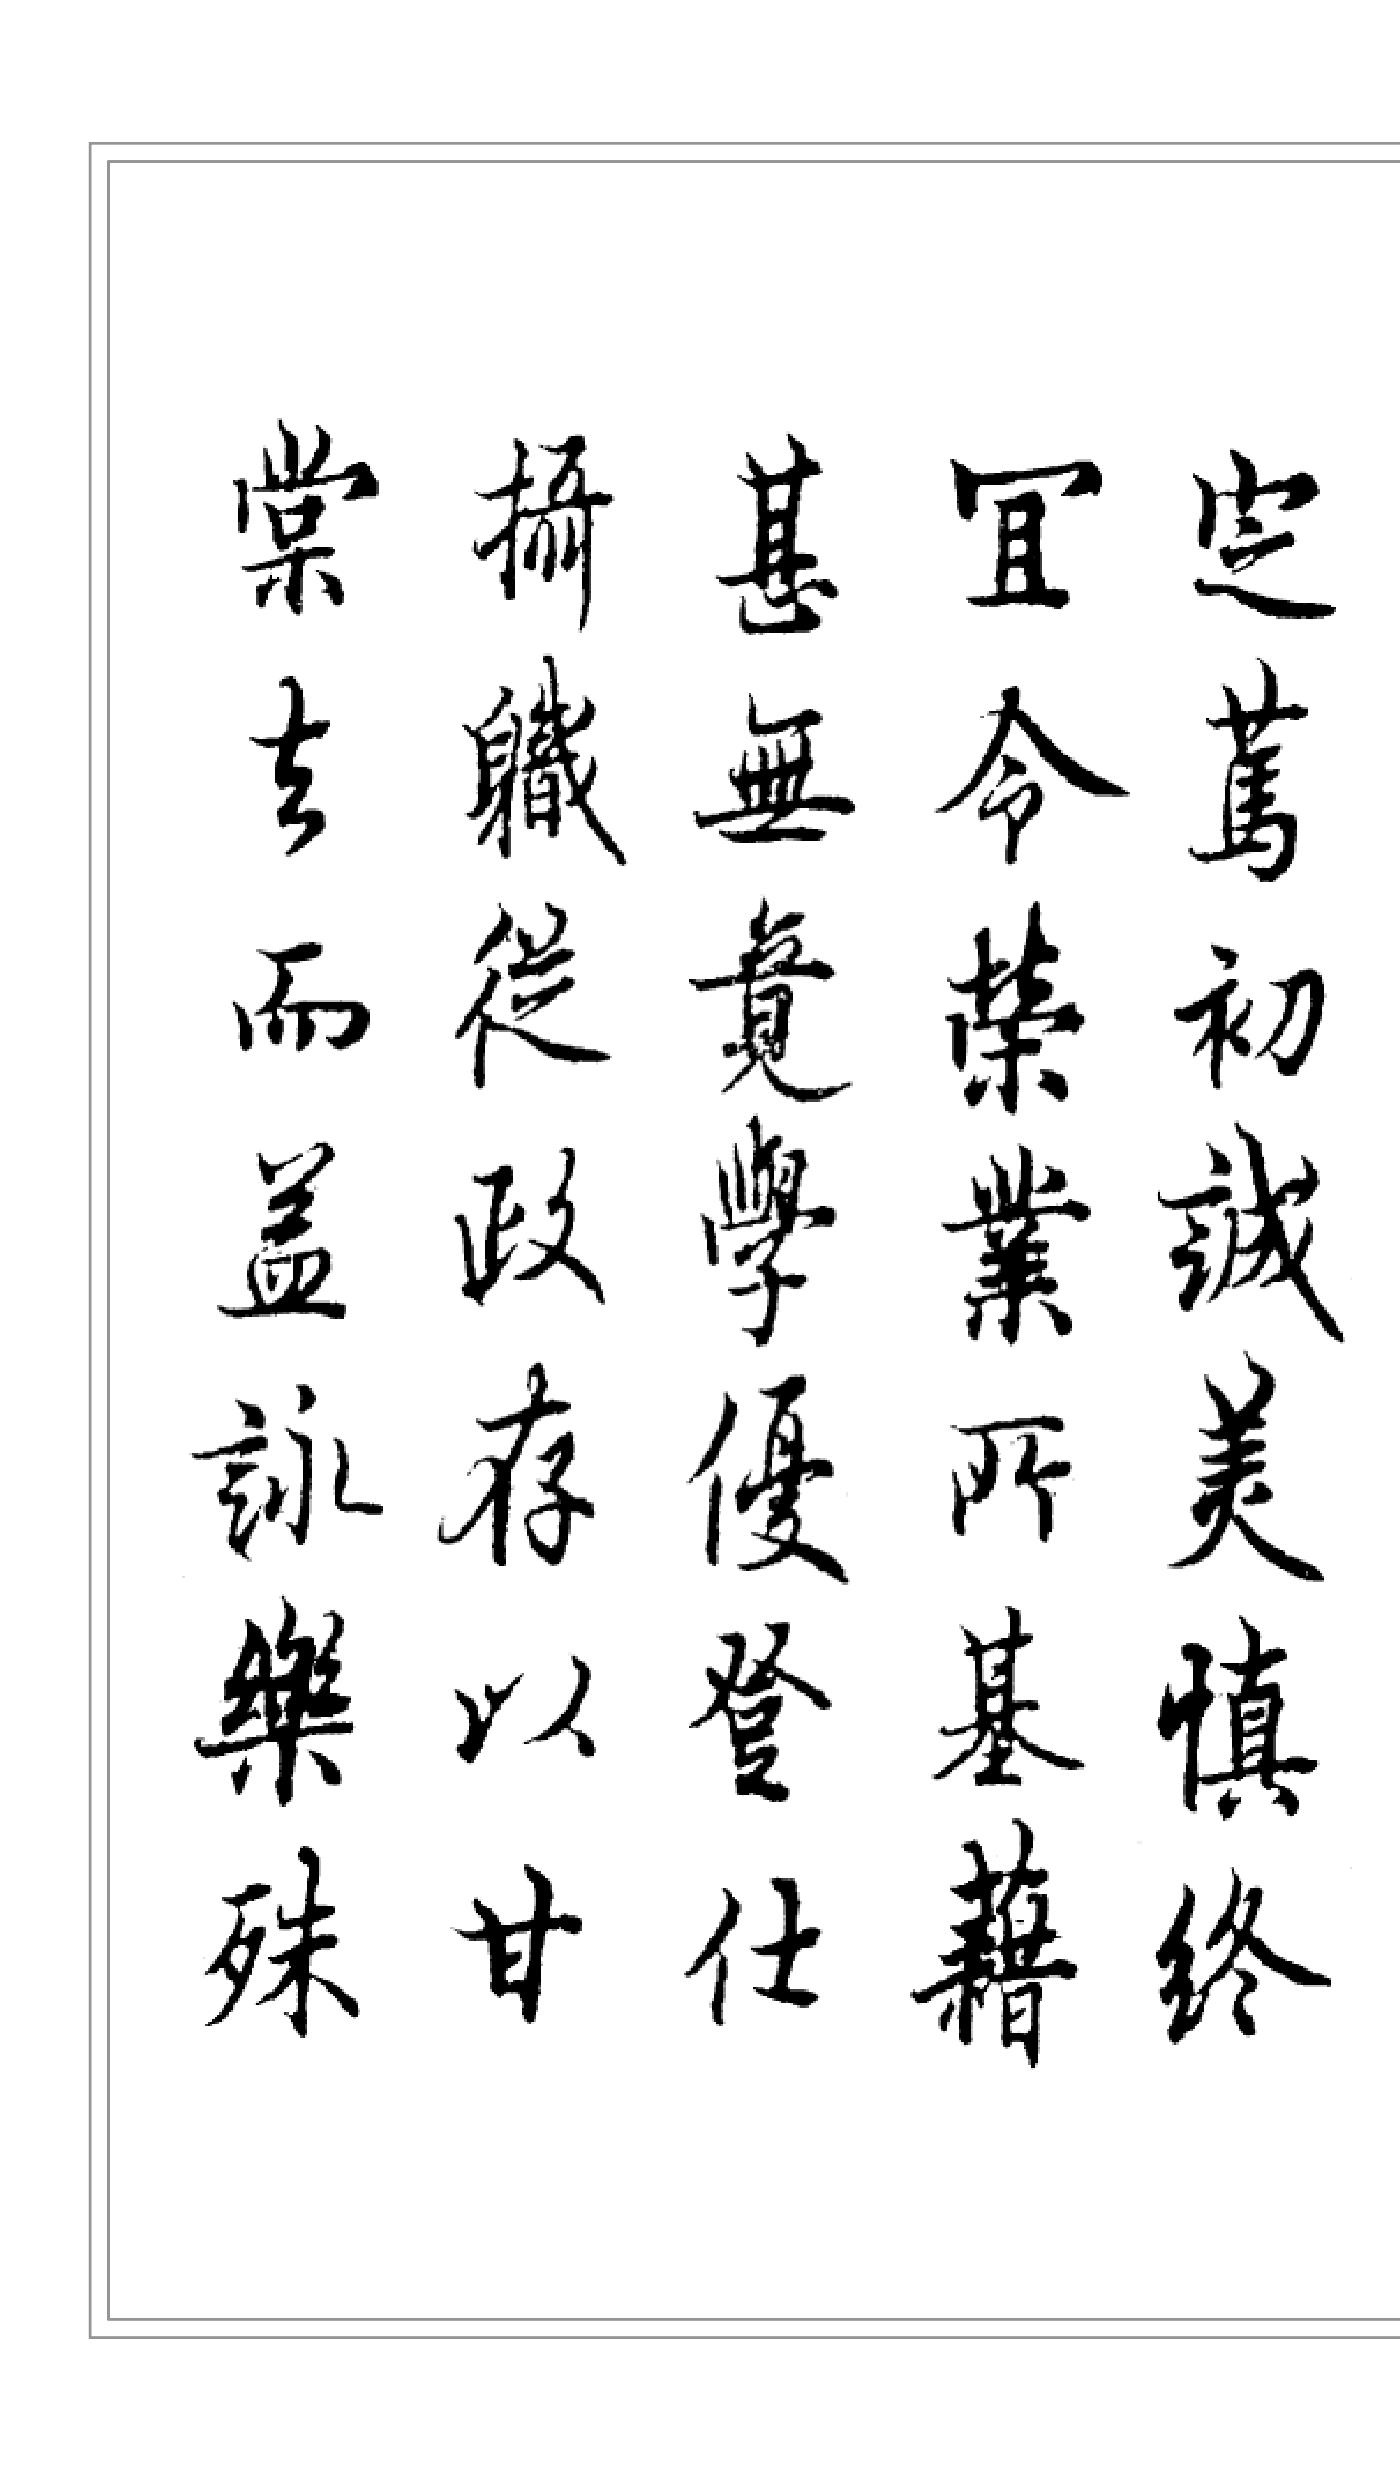 定篤初誠美慎終
宜令榮業所基藉
甚無竟學優登仕
攝職從政存以甘
棠去而益詠樂殊